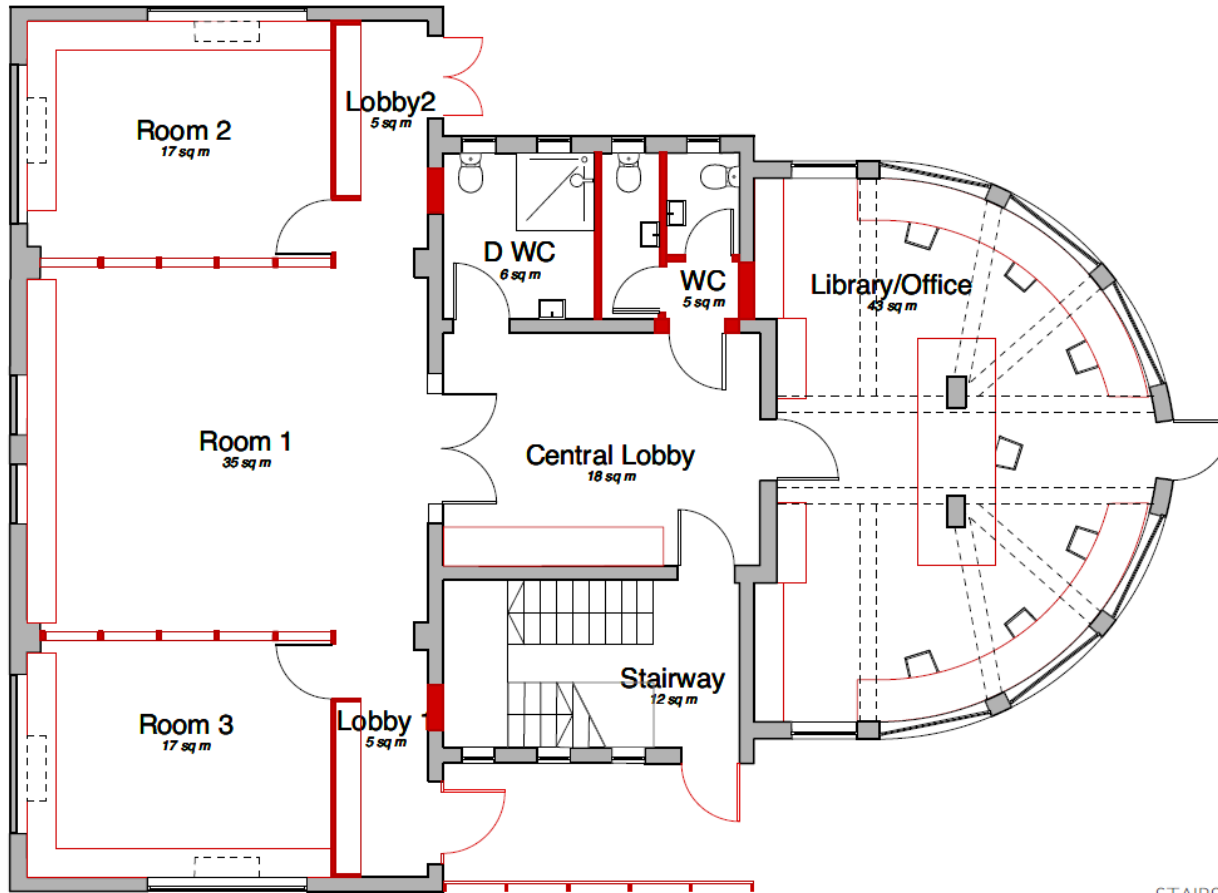 Lobby2
5 sq m
Room 2
17 sq m
D WC
6 sq m
WC
5 sq m
Library/Office
43 sq m
Room 1
35 sq m
Central Lobby
18 sq m
Stairway
12 sq m
Room 3
17 sq m
Lobby 1
5 sq m